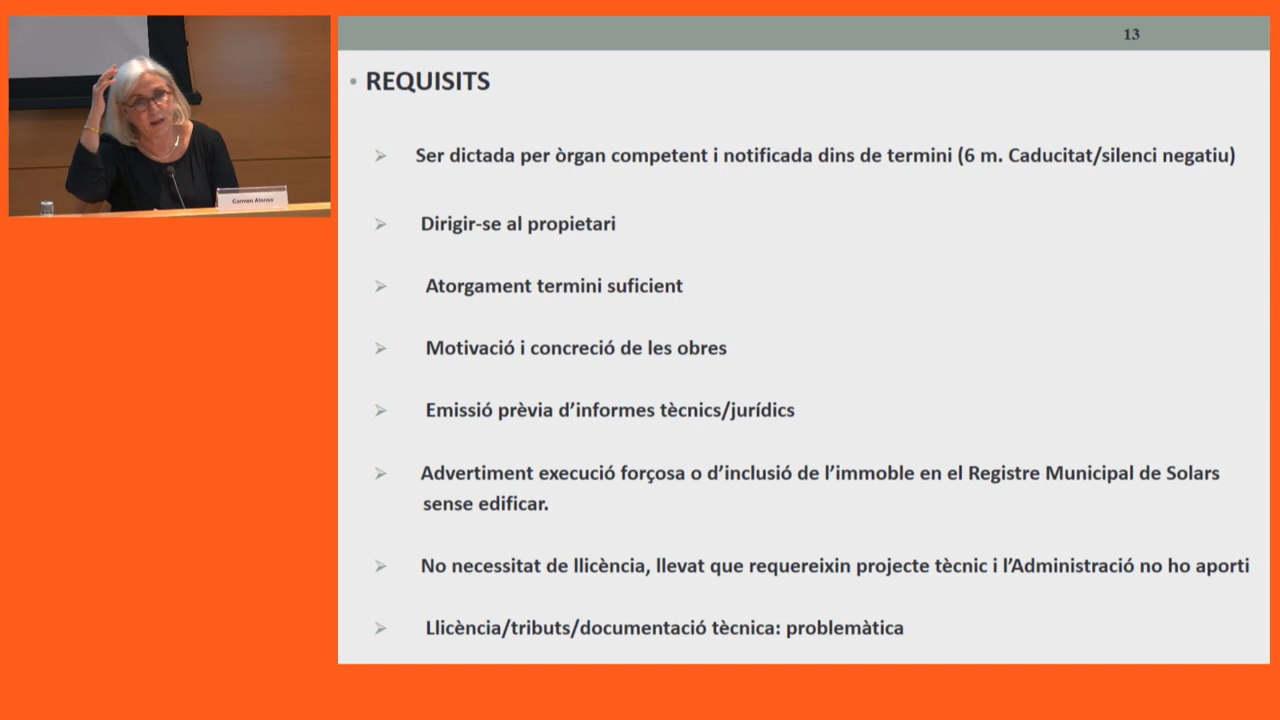 Carmen Alonso
13
• REQUISITS
Ser dictada per òrgan competent i notificada dins de termini (6 m. Caducitat/silenci negatiu)
Dirigir-se al propietari
Atorgament termini suficient
Motivació i concreció de les obres
Emissió prèvia d’informes tècnics/jurídics
Advertiment execució forçosa o d’inclusió de l’immoble en el Registre Municipal de Solars
sense edificar.
No necessitat de llicència, llevat que requereixin projecte tècnic i l’Administració no ho aporti
Llicència/tributs/documentació tècnica: problemàtica